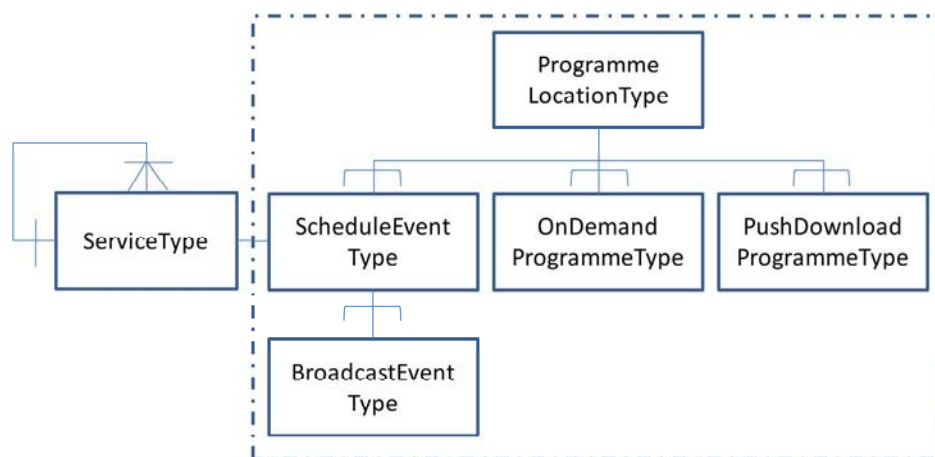 Programme
LocationType
ServiceType
ScheduleEvent
Type
OnDemand
ProgrammeType
PushDownload
ProgrammeType
BroadcastEvent
Type